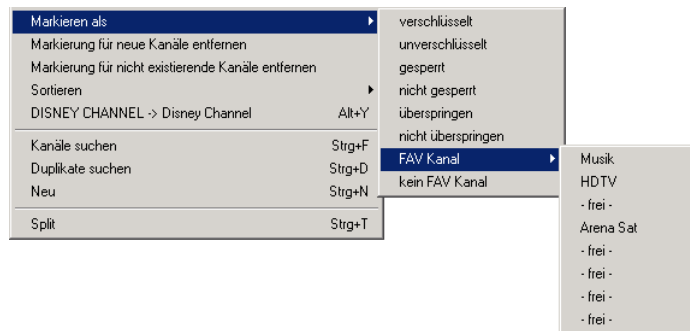 Markieren als
Markierung für neue Kanäle entfernen
Markierung für nicht existierende Kanäle entfernen
Sortieren
DISNEY CHANNEL -> Disney Channel Alt+Y
Kanäle suchen Strg+F
Duplikate suchen Strg+D
Neu Strg+N
Split Strg+T
verschlüsselt
unverschlüsselt
gesperrt
nicht gesperrt
überspringen
nicht überspringen
FAV Kanal
kein FAV Kanal
Musik
HDTV
- frei -
Arena Sat
- frei -
- frei -
- frei -
- frei -